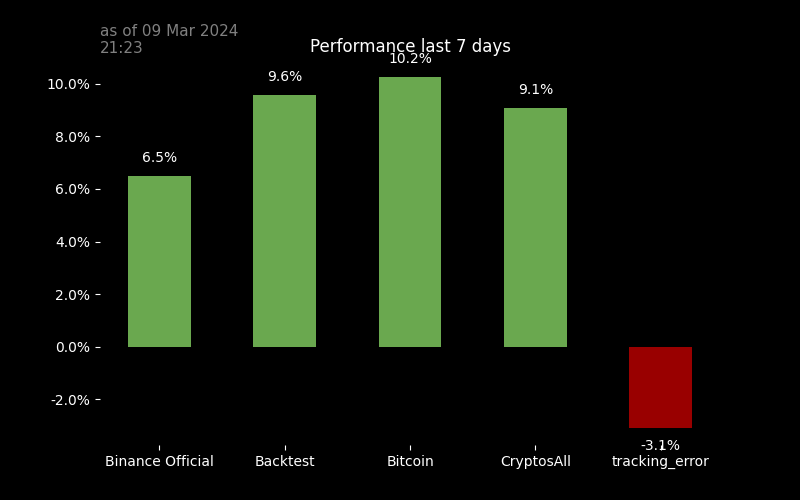 as of 09 Mar 2024
21:23
Performance last 7 days
10.0%
8.0%
6.0%
4.0%
2.0%
0.0%
-2.0%
6.5%
9.6%
10.2%
9.1%
-3.1%
Binance Official
Backtest
Bitcoin
CryptosAll
tracking_error